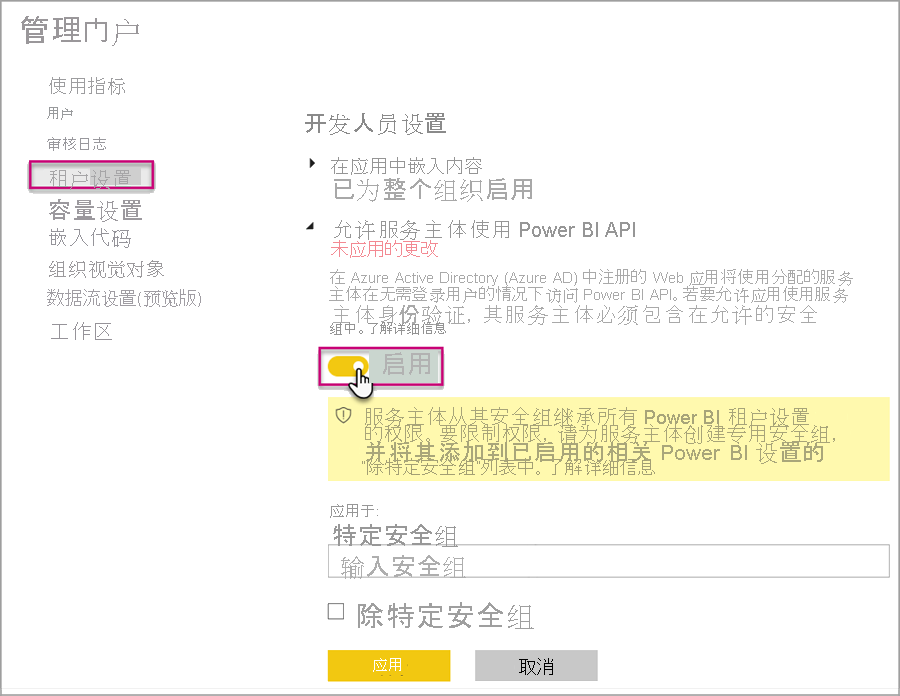 管理门户
使用指标
用户
审核日志
租户设置
容量设置
嵌入代码
组织视觉对象
数据流设置(预览版)
工作区
开发人员设置
在应用中嵌入内容
已为整个组织启用
允许服务主体使用 Power BI API
未应用的更改
在 Azure Active Directory (Azure AD) 中注册的 Web 应用将使用分配的服务
主体在无需登录用户的情况下访问 Power BI API。若要允许应用使用服务
主体身份验证, 其服务主体必须包含在允许的安全
组中。了解详细信息
启用
服务主体从其安全组继承所有 Power BI 租户设置
的权限。要限制权限, 请为服务主体创建专用安全组,
并将其添加到已启用的相关 Power BI 设置的
"除特定安全组"列表中。了解详细信息
应用于:
特定安全组
输入安全组
除特定安全组
应用
取消